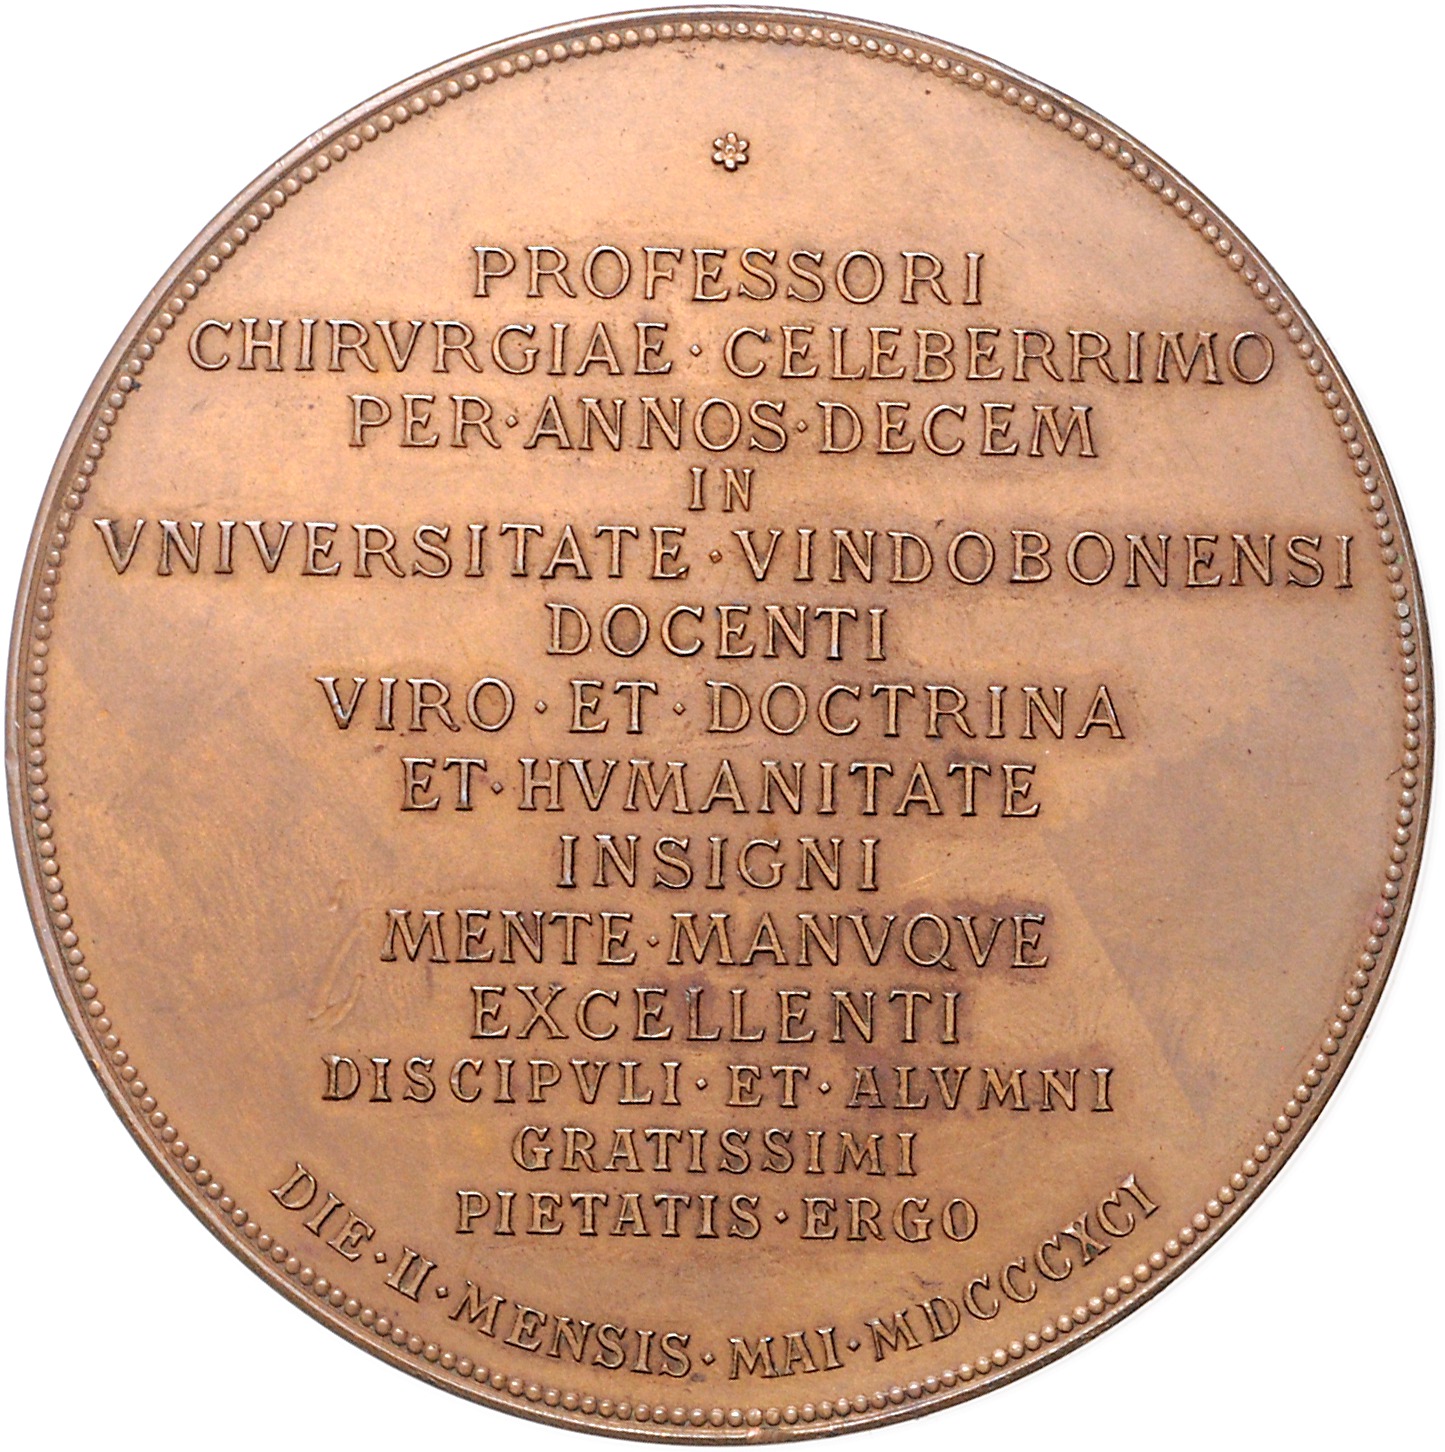 PROFESSORI
CHIRVRGIAE · CELEBERRIMO
PER · ANNOS · DECEM
IN
VNIVERSITATE · VINDOBONENSI
DOCENTI
VIRO · ET · DOCTRINA
ET · HVMANITATE
INSIGNI
MENTE · MANVQVE
EXCELLENTI
DISCIPVLI · ET · ALVMNI
GRATISSIMI
PIETATIS · ERGO
DIE · II · MENSIS · MAI · MDCCCXCI